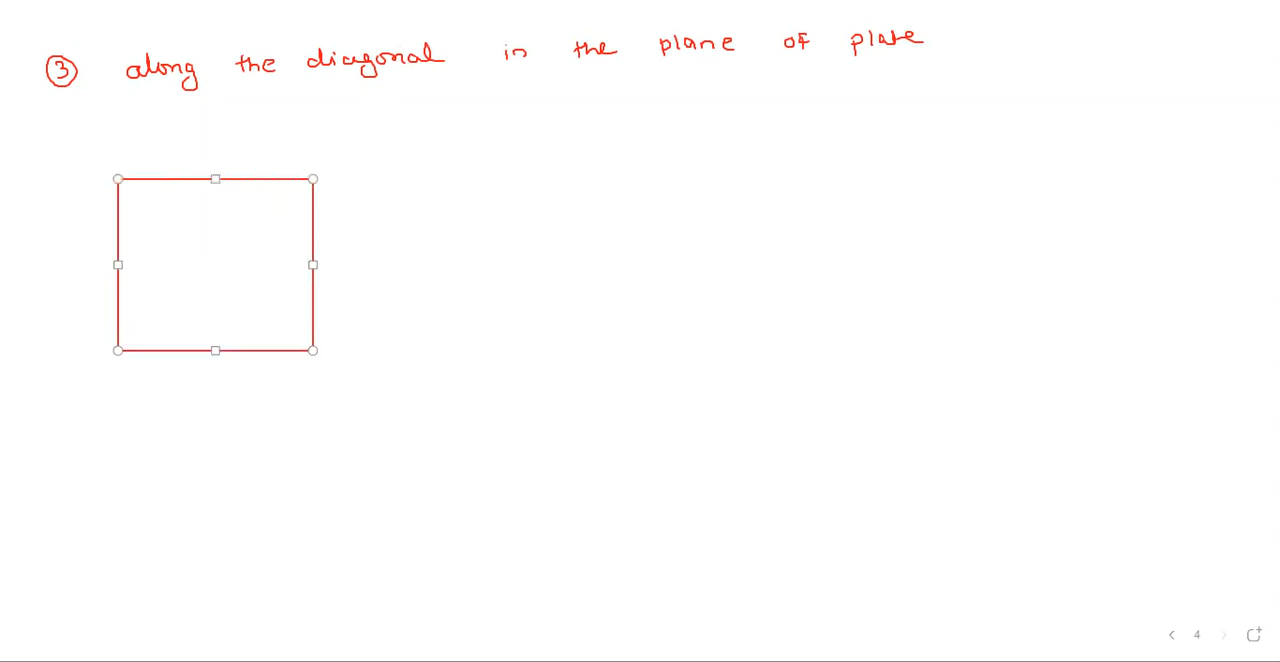 ③ along the diagonal in the plane of plate
4